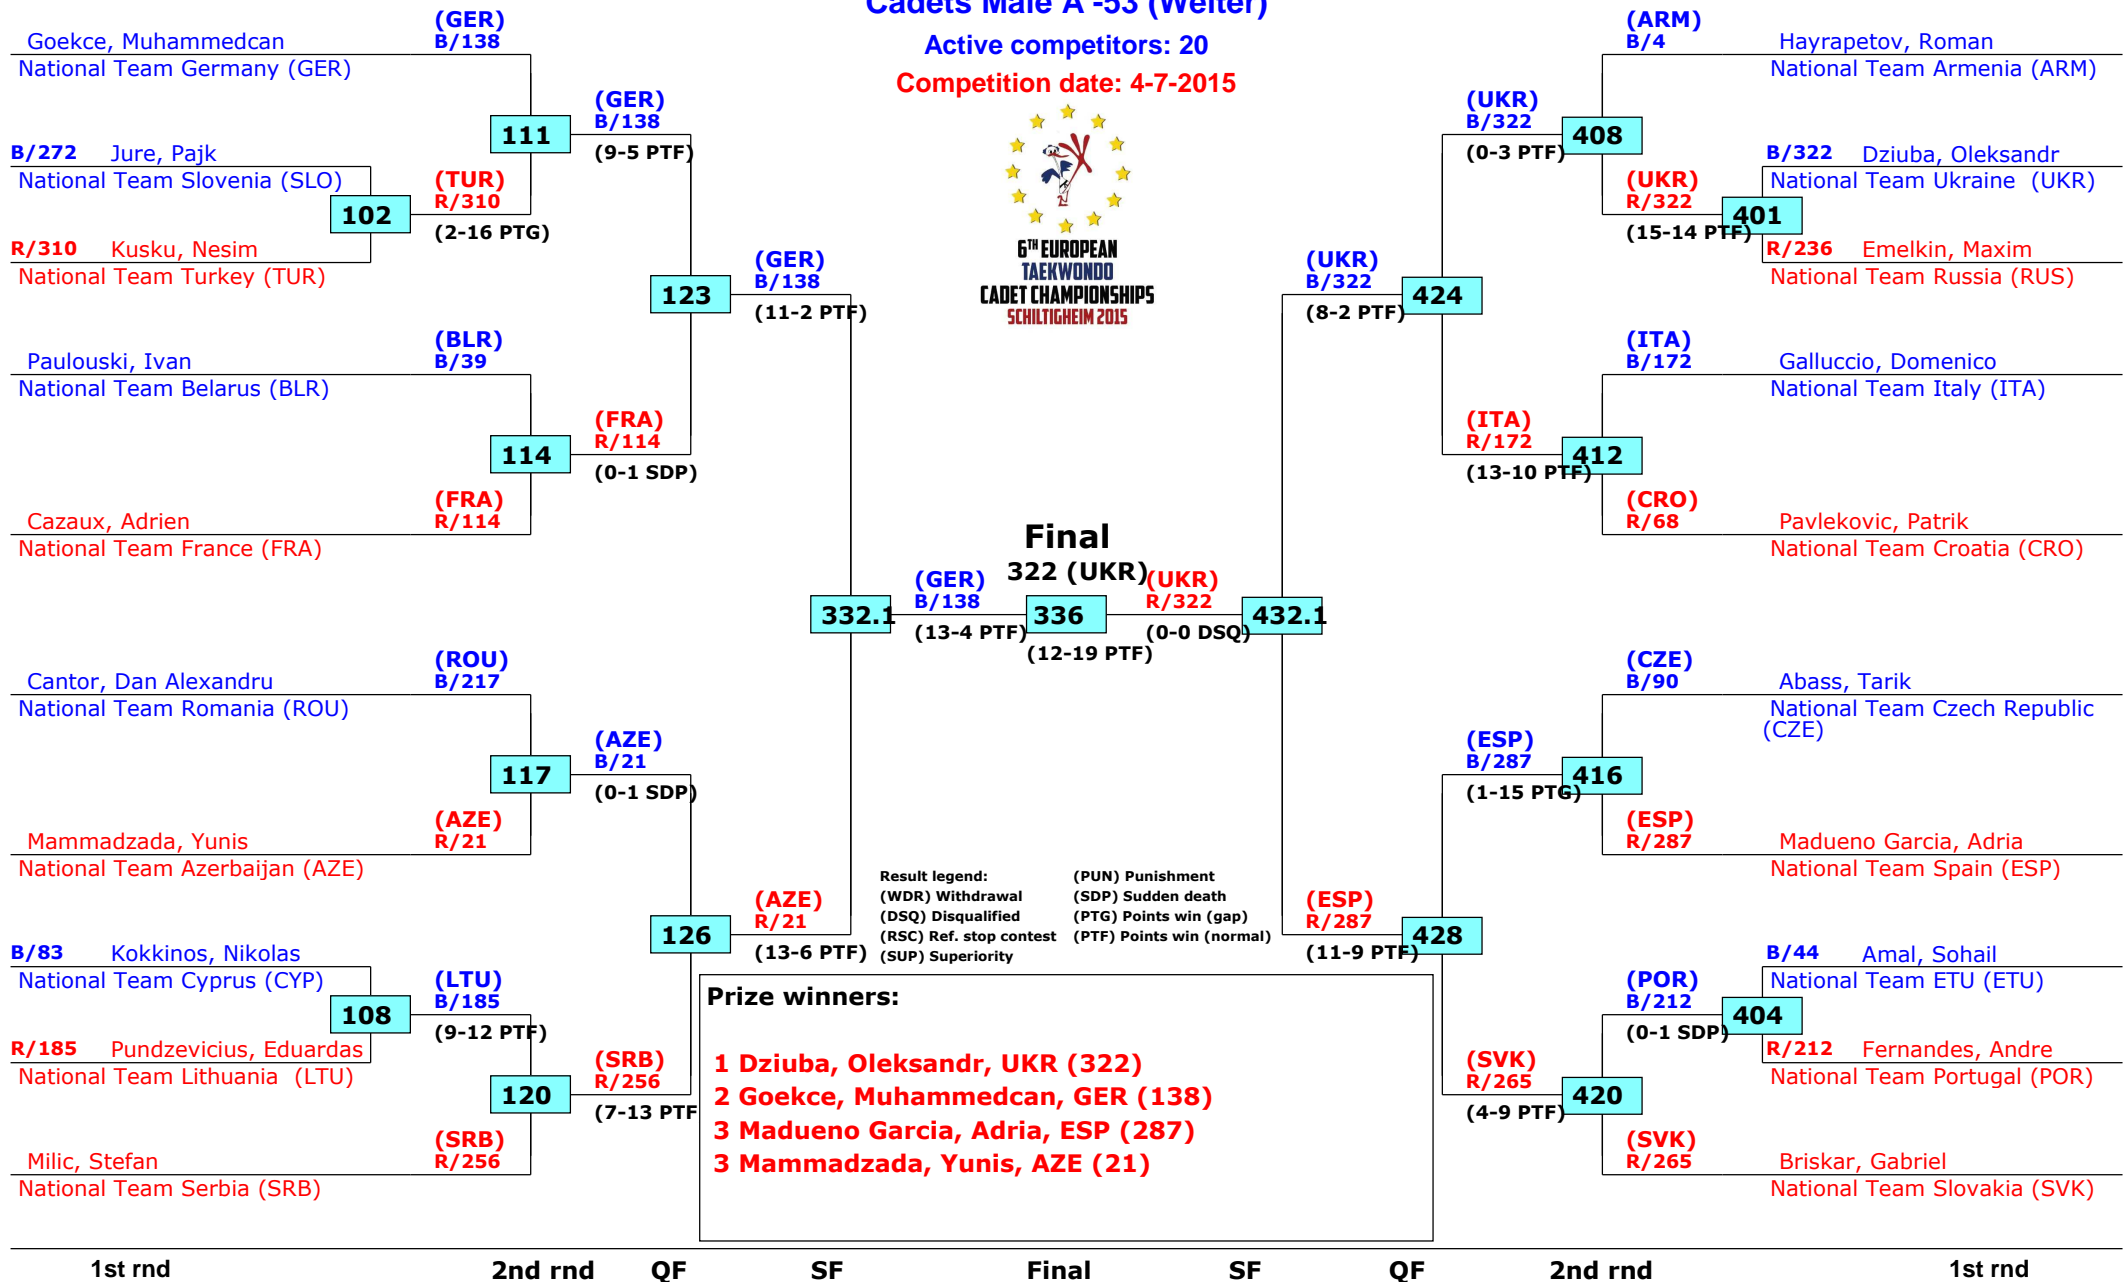 Cadets Male A -53 (Welter)
Active competitors: 20
Competition date: 4-7-2015
6TH EUROPEAN
TAEKWONDO
CADET CHAMPIONSHIPS
SCHILTIGHEIM 2015
(GER)
B/138
Goekce, Muhammedcan
National Team Germany (GER)
111
(GER)
B/138
(9-5 PTF)
B/272 Jure, Pajk
National Team Slovenia (SLO)
102
(TUR)
R/310
(2-16 PTG)
R/310 Kusku, Nesim
National Team Turkey (TUR)
123
(GER)
B/138
(11-2 PTF)
(BLR)
B/39
Paulouski, Ivan
National Team Belarus (BLR)
114
(FRA)
R/114
(0-1 SDP)
(FRA)
R/114
Cazaux, Adrien
National Team France (FRA)
332.1
(GER)
B/138
(13-4 PTF)
Final
322 (UKR)
336
(12-19 PTF)
(UKR)
R/322
(0-0 DSQ)
432.1
(ROU)
B/217
Cantor, Dan Alexandru
National Team Romania (ROU)
117
(AZE)
B/21
(0-1 SDP)
(AZE)
R/21
Mammadzada, Yunis
National Team Azerbaijan (AZE)
126
(AZE)
R/21
(13-6 PTF)
B/83 Kokkinos, Nikolas
National Team Cyprus (CYP)
108
(LTU)
B/185
(9-12 PTF)
R/185 Pundzevicius, Eduardas
National Team Lithuania (LTU)
120
(SRB)
R/256
(7-13 PTF
(SRB)
R/256
Milic, Stefan
National Team Serbia (SRB)
(ARM)
B/4
Hayrapetov, Roman
National Team Armenia (ARM)
(UKR)
B/322
(0-3 PTF)
408
B/322 Dziuba, Oleksandr
National Team Ukraine (UKR)
(UKR)
R/322
(15-14 PTF)
401
R/236 Emelkin, Maxim
National Team Russia (RUS)
(UKR)
B/322
(8-2 PTF)
424
(ITA)
B/172
Galluccio, Domenico
National Team Italy (ITA)
(ITA)
R/172
(13-10 PTF)
412
(CRO)
R/68
Pavlekovic, Patrik
National Team Croatia (CRO)
(CZE)
B/90
Abass, Tarik
National Team Czech Republic
(CZE)
(ESP)
B/287
(1-15 PTG)
416
(ESP)
R/287
Madueno Garcia, Adria
National Team Spain (ESP)
(ESP)
R/287
(11-9 PTF)
428
B/44 Amal, Sohail
National Team ETU (ETU)
(POR)
B/212
(0-1 SDP)
404
R/212 Fernandes, Andre
National Team Portugal (POR)
(SVK)
R/265
(4-9 PTF)
420
(SVK)
R/265
Briskar, Gabriel
National Team Slovakia (SVK)
Result legend: (PUN) Punishment
(WDR) Withdrawal (SDP) Sudden death
(DSQ) Disqualified (PTG) Points win (gap)
(RSC) Ref. stop contest (PTF) Points win (normal)
(SUP) Superiority
Prize winners:
1 Dziuba, Oleksandr, UKR (322)
2 Goekce, Muhammedcan, GER (138)
3 Madueno Garcia, Adria, ESP (287)
3 Mammadzada, Yunis, AZE (21)
1st rnd 2nd rnd QF SF Final SF QF 2nd rnd 1st rnd